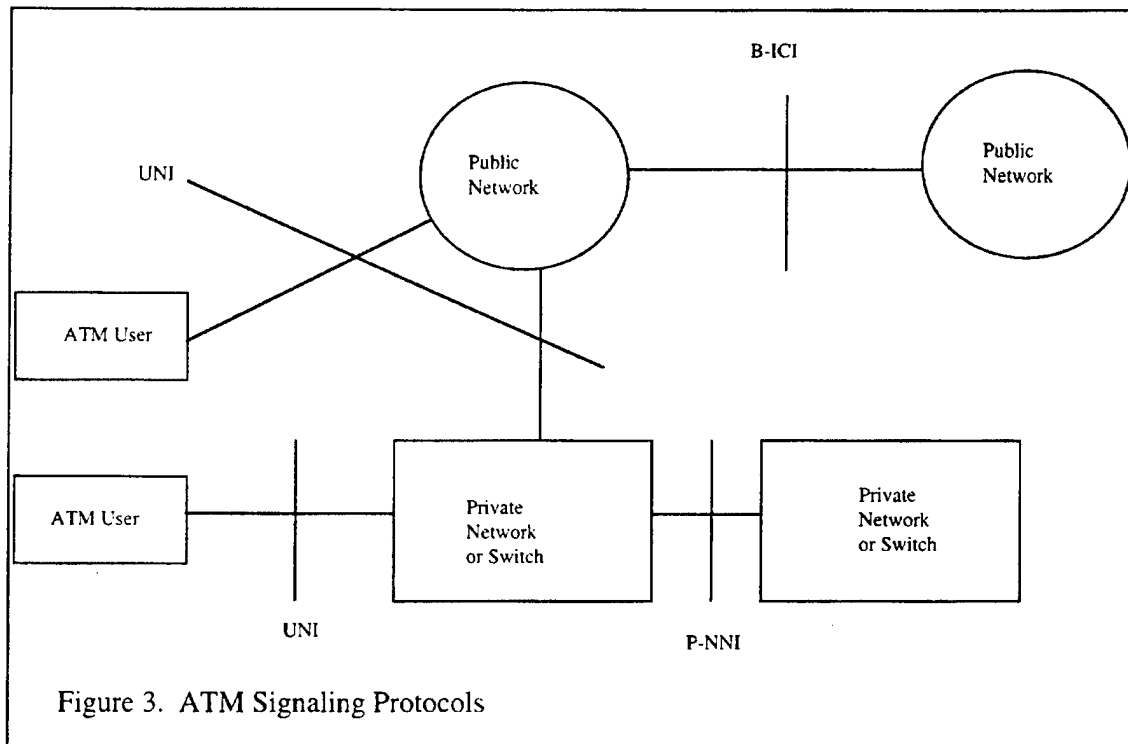 B-ICI
UNI
Public
Network
Public
Network
ATM User
ATM User
Private
Network
or Switch
Private
Network
or Switch
UNI
P-NNI
Figure 3. ATM Signaling Protocols